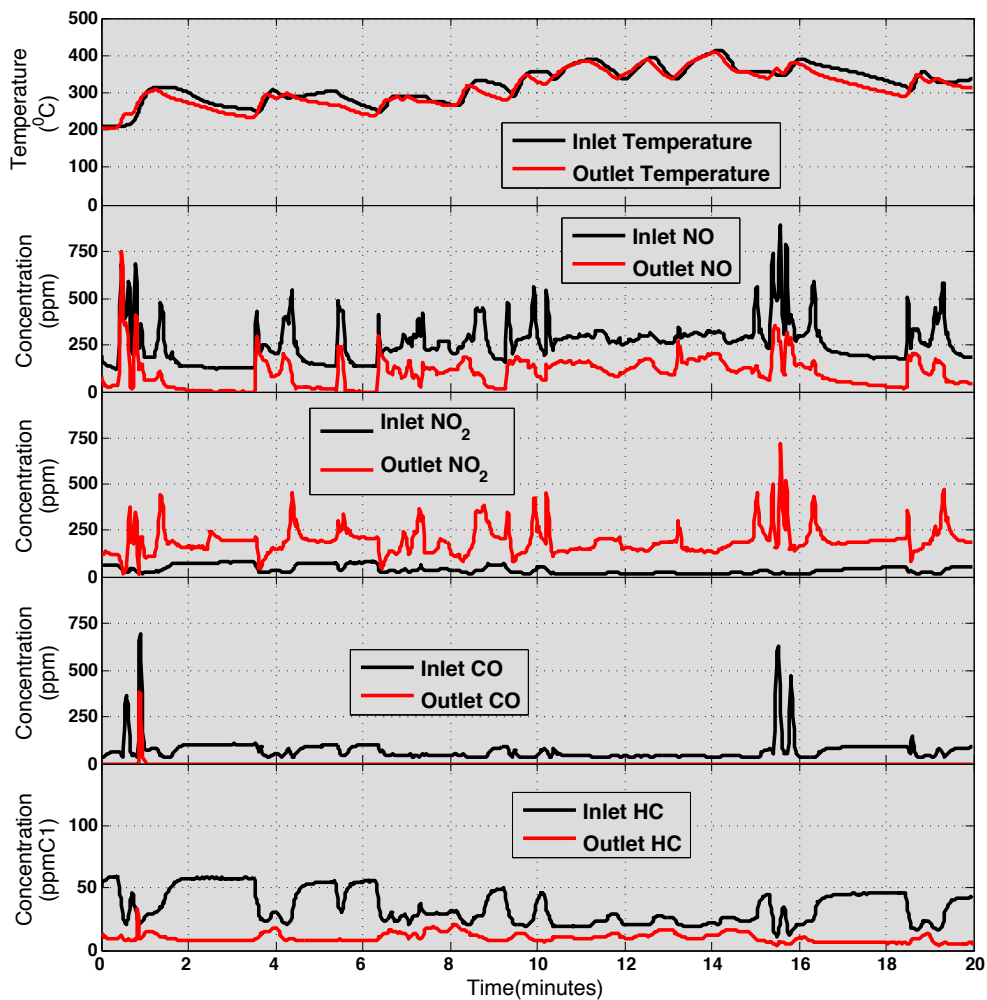 500
400
300
200
100
0
Temperature
(⁰C)
Inlet Temperature
Outlet Temperature
750
500
250
0
Concentration
(ppm)
Inlet NO
Outlet NO
750
500
250
0
Concentration
(ppm)
Inlet NO₂
Outlet NO₂
750
500
250
0
Concentration
(ppm)
Inlet CO
Outlet CO
100
50
0
Concentration
(ppmC1)
Inlet HC
Outlet HC
0 2 4 6 8 10 12 14 16 18 20
Time(minutes)